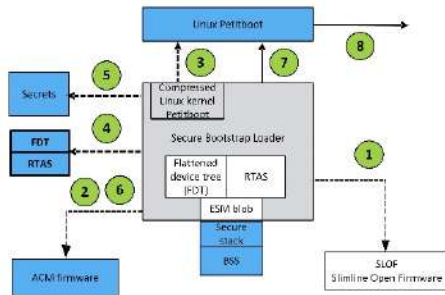 Linux Petitboot
8
5
3
7
Secrets
Compressed
Linux kernel
Petitboot
4
FDT
RTAS
Secure Bootstrap Loader
1
Flattened
device tree
(FDT)
RTAS
2
6
ESM blob
Secure
stack
BSS
ACM firmware
SLOF
Slimline Open Firmware